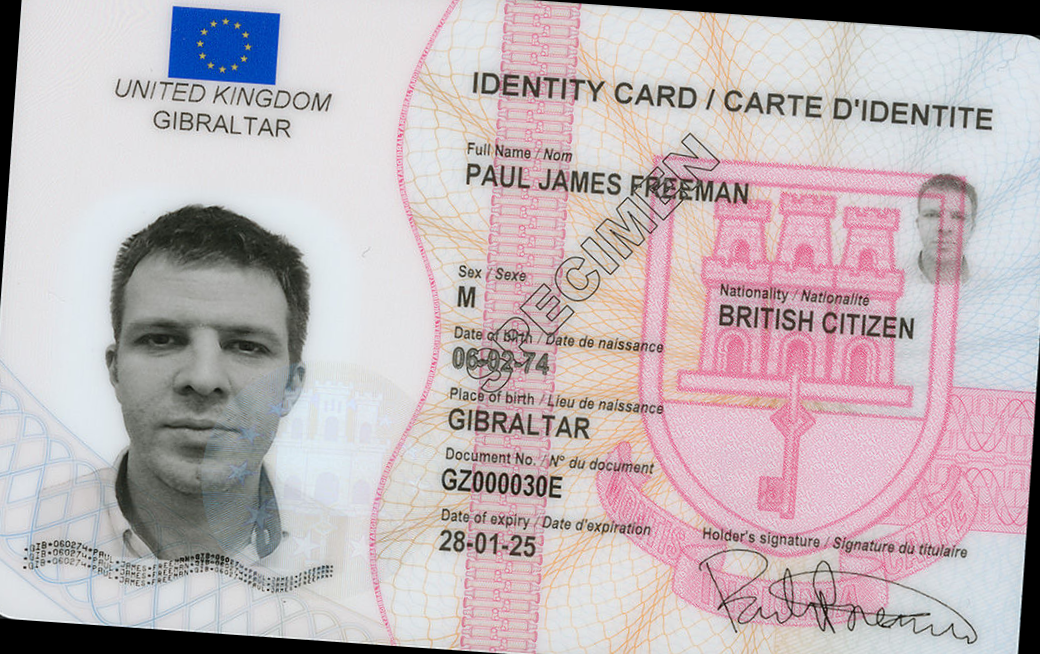 UNITED KINGDOM
GIBRALTAR
IDENTITY CARD / CARTE D'IDENTITE
Full Name / Nom
PAUL JAMES FREEMAN
SPECIMEN
Sex / Sexe
M
Nationality / Nationalité
BRITISH CITIZEN
Date of birth / Date de naissance
06-02-74
Place of birth / Lieu de naissance
GIBRALTAR
Document No. / N° du document
GZ000030E
Date of expiry / Date d'expiration
28-01-25
Holder's signature / Signature du titulaire